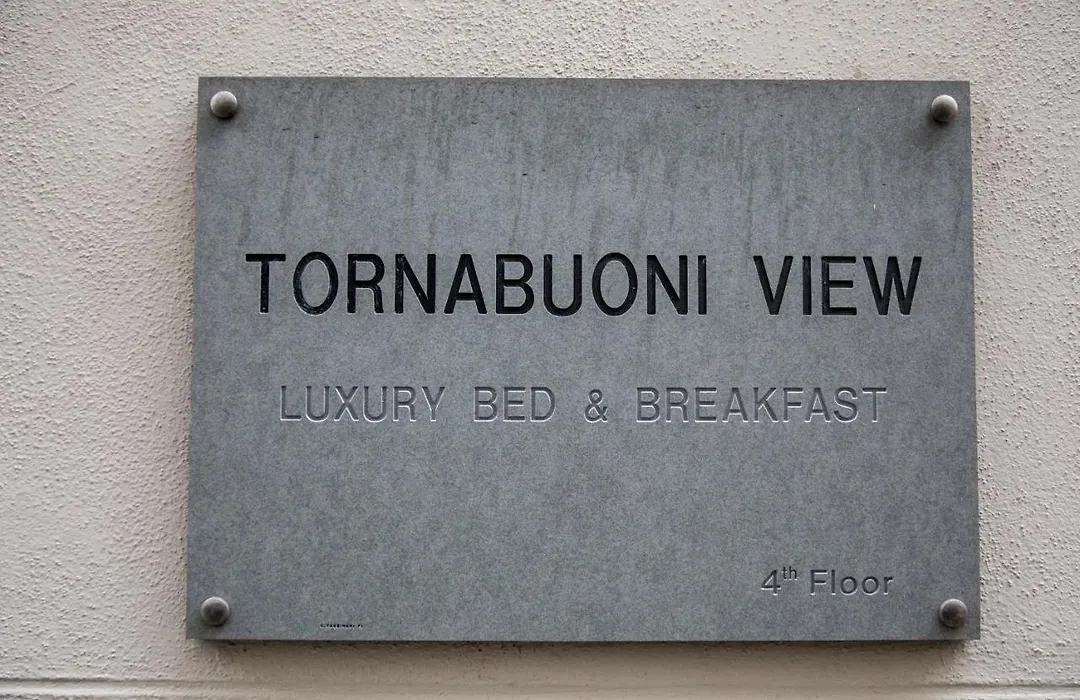 TORNABUONI VIEW
LUXURY BED & BREAKFAST
4th Floor